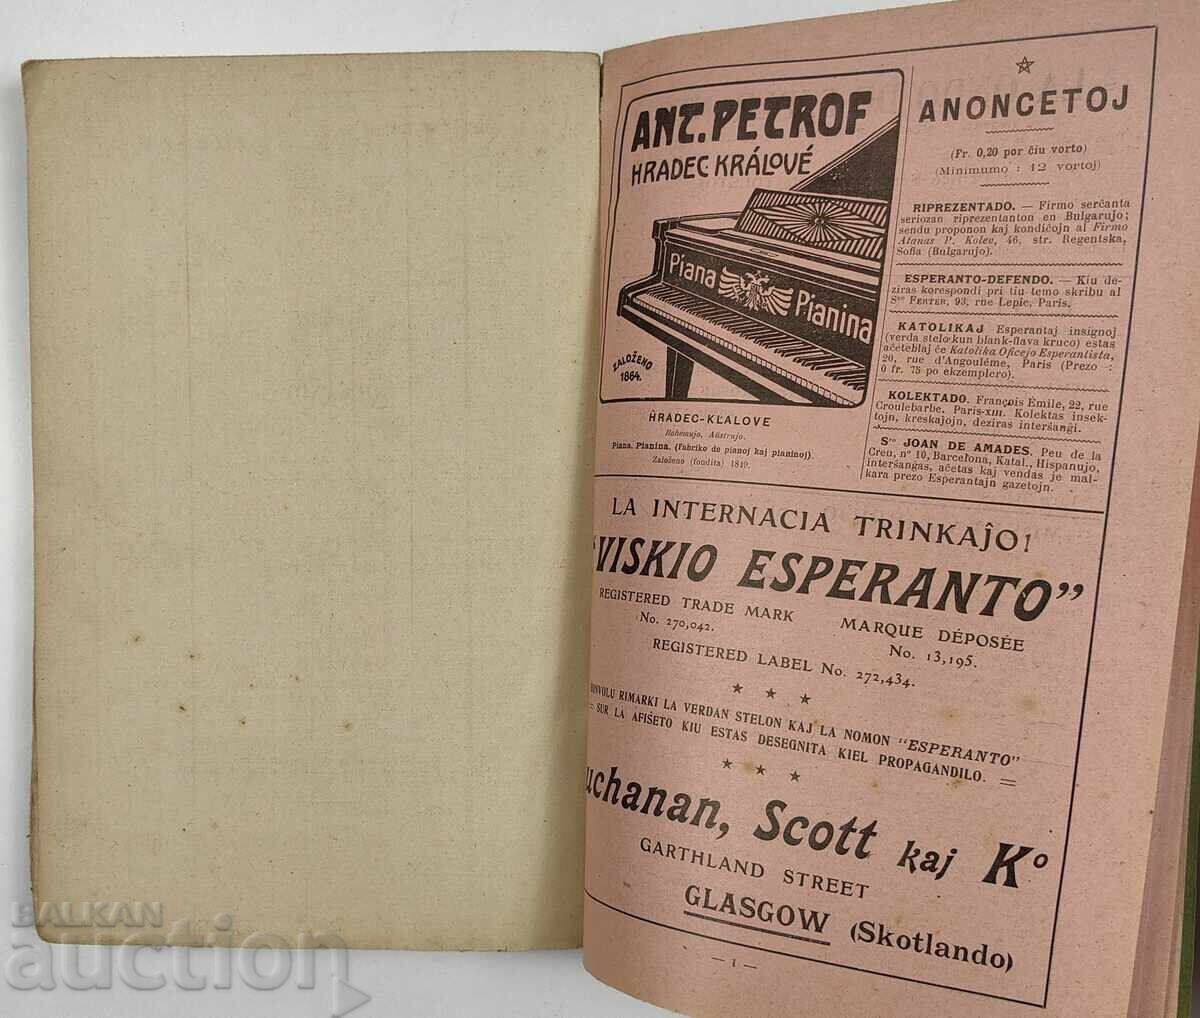 ANT. PETROF
HRADEC KRÁLOVÉ
Piana
Pianina
ZALOŽENO
1864.
HRADEC-KLALOVE
Bohemujo, Aŭstrujo.
Piana. Pianina. (Fabriko de pianoj kaj pianinoj).
Založeno (fondita) 1849.
ANONCETOJ
(Fr. 0,20 por ĉiu vorto)
(Minimumo : 12 vortoj)
RIPREZENTADO. — Firmo serĉanta
seriozan riprezentanton en Bulgarujo;
sendu proponon kaj kondiĉojn al Firmo
Atanas P. Kolev, 46, str. Regentska,
Sofia (Bulgarujo).
ESPERANTO-DEFENDO. — Kiu de-
ziras korespondi pri tiu temo skribu al
Sro FERTER, 93, rue Lepic, Paris.
KATOLIKAJ Esperantaj insignoj
(verda stelo kun blank-flava kruco) estas
aĉeteblaj ĉe Katolika Oficejo Esperantista,
20, rue d'Angoulême, Paris (Prezo :
0 fr. 75 po ekzemplero).
KOLEKTADO. François Émile, 22, rue
Croulebarbe. Paris-XIII. Kolektas insek-
tojn, kreskajojn, deziras interŝanĝi.
Sro JOAN DE AMADES. Peu de la
Creu, nº 10, Barcelona, Katal., Hispanujo,
interŝanĝas, aĉetas kaj vendas je mal-
kara prezo Esperantajn gazetojn.
LA INTERNACIA TRINKAĴO!
"VISKIO ESPERANTO"
REGISTERED TRADE MARK
No. 270,042.
MARQUE DÉPOSÉE
No. 13,195.
REGISTERED LABEL No. 272,434.
BONVOLU RIMARKI LA VERDAN STELON KAJ LA NOMON "ESPERANTO"
= SUR LA AFIŜETO KIU ESTAS DESEGNITA KIEL PROPAGANDILO. =
uchanan, Scott kaj Kº
GARTHLAND STREET
GLASGOW (Skotlando)
— 1 —
BALKAN
auction